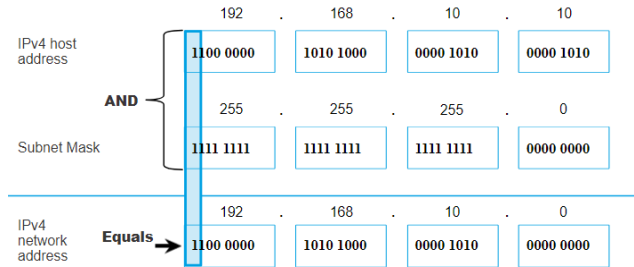 192 . 168 . 10 . 10
IPv4 host
address
1100 0000 1010 1000 0000 1010 0000 1010
AND
255 . 255 . 255 . 0
Subnet Mask
1111 1111 1111 1111 1111 1111 0000 0000
192 . 168 . 10 . 0
IPv4
network
address
Equals
1100 0000 1010 1000 0000 1010 0000 0000